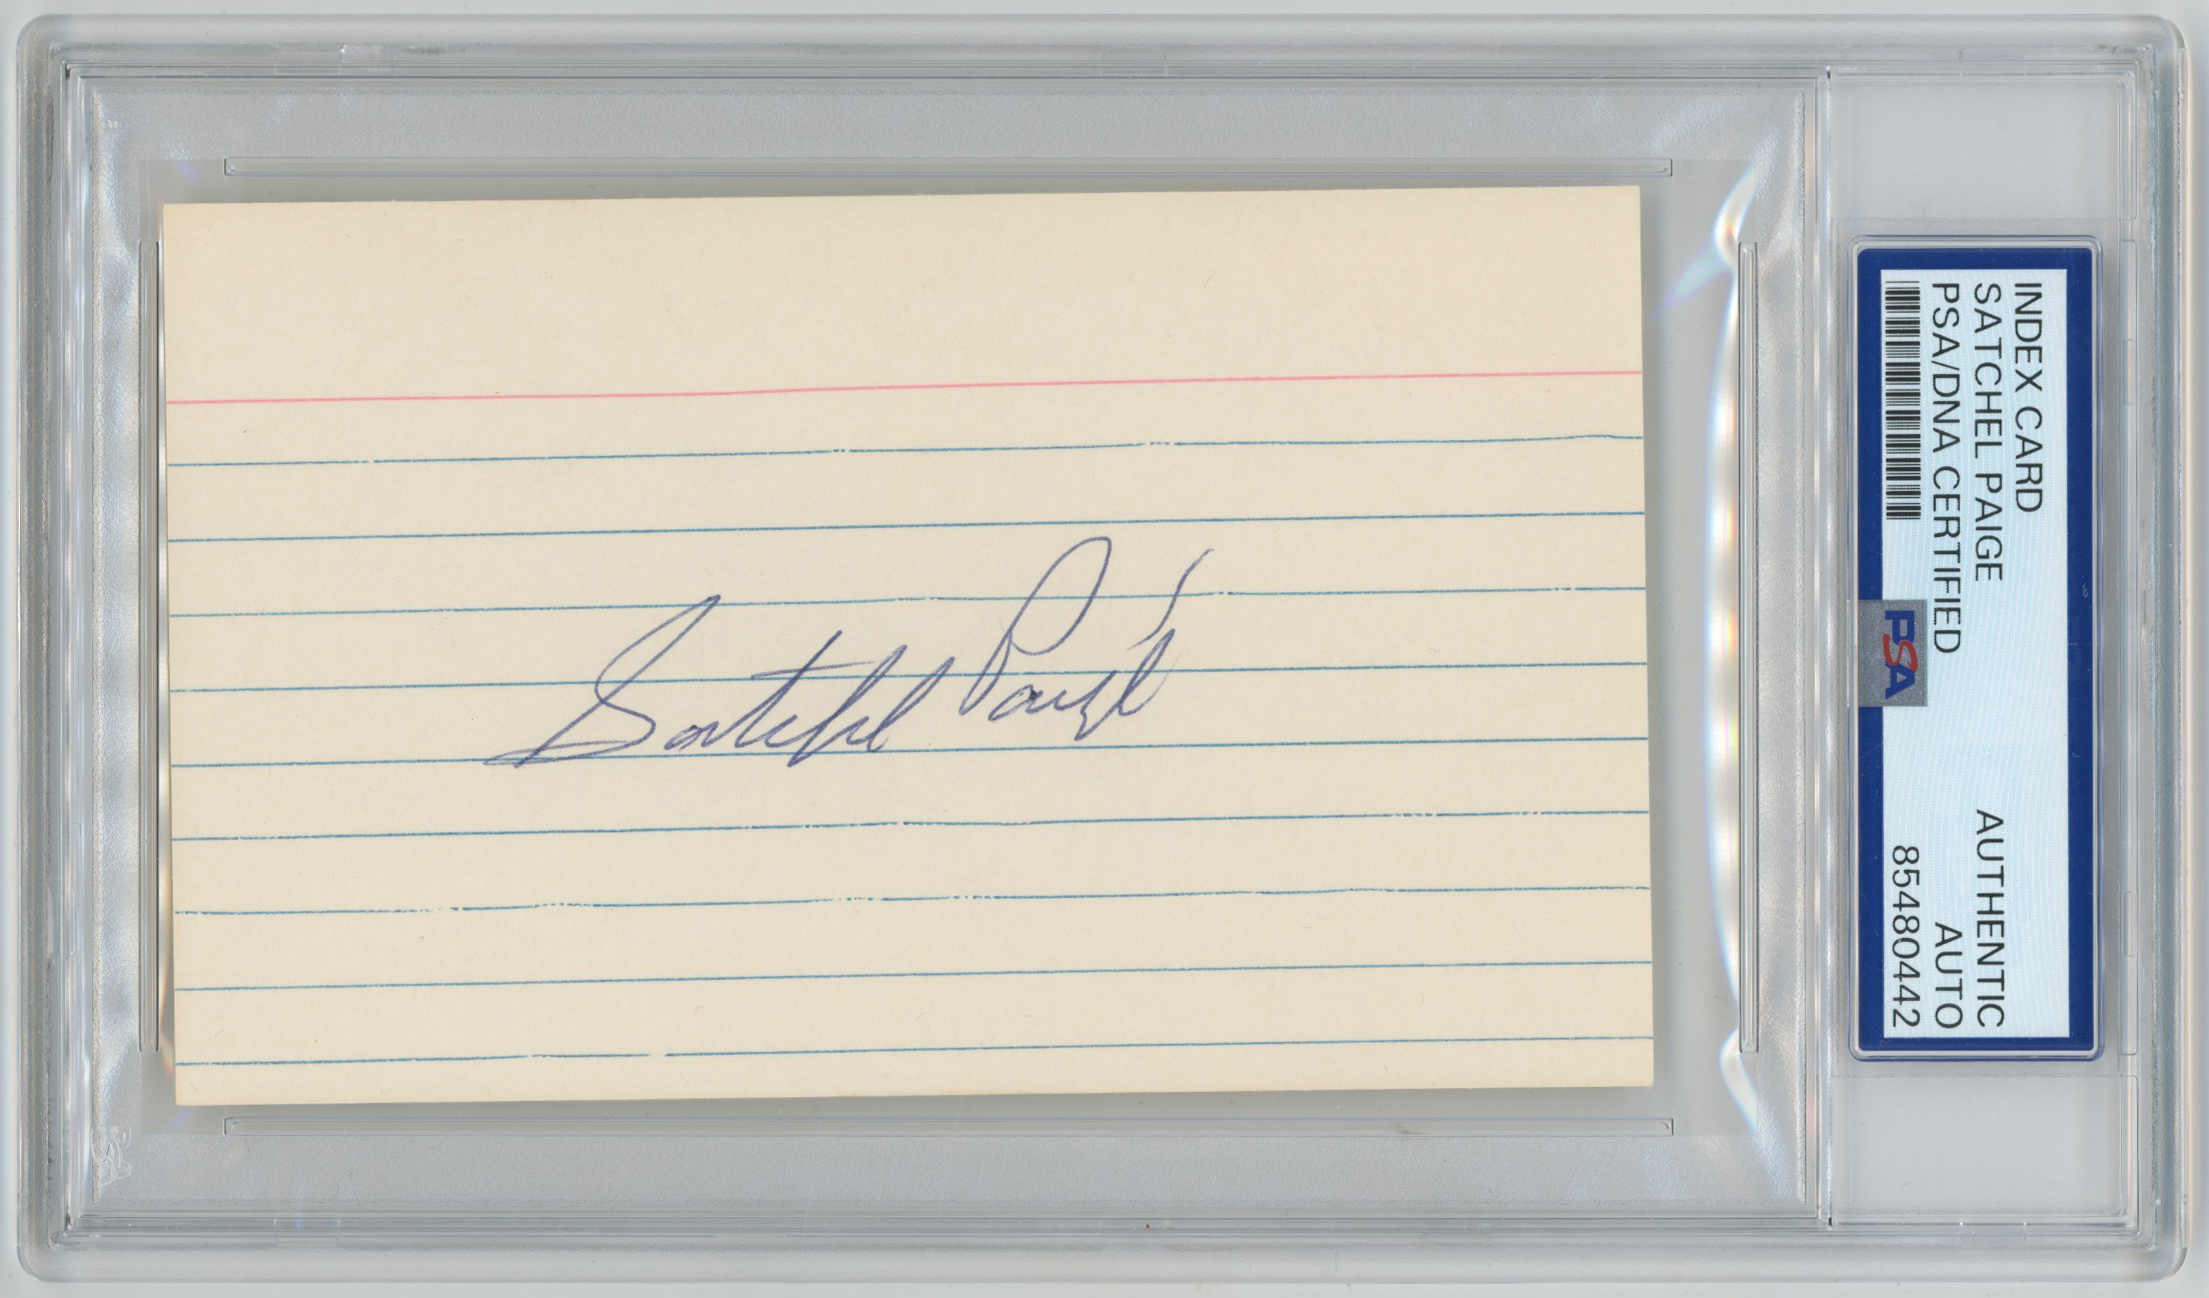 Satchel Paige
INDEX CARD
SATCHEL PAIGE AUTHENTIC
PSA/DNA CERTIFIED AUTO
85480442
PSA